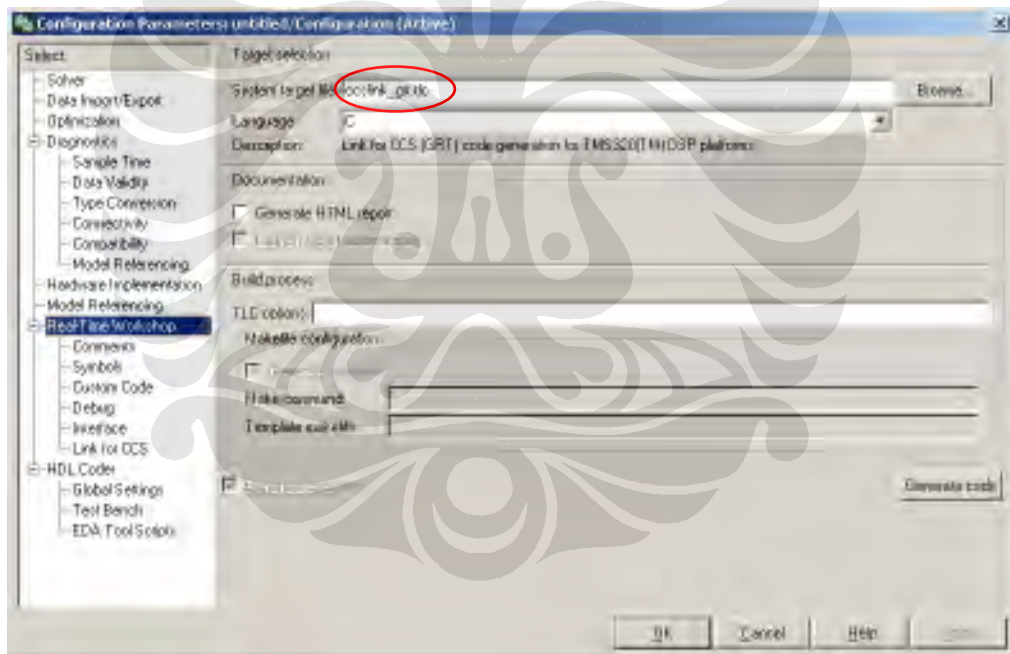 Configuration Parameters: untitled/Configuration (Active)
Select:
Solver
Data Import/Export
Optimization
Diagnostics
Sample Time
Data Validity
Type Conversion
Connectivity
Compatibility
Model Referencing
Hardware Implementation
Model Referencing
Real-Time Workshop
Comments
Symbols
Custom Code
Debug
Interface
Link for CCS
HDL Coder
Global Settings
Test Bench
EDA Tool Scripts
Target selection
System target file: ccslink_grt.tlc
Browse...
Language: C
Description: Link for CCS (GRT) code generation for TMS320(TM) DSP platforms
Documentation
Generate HTML report
Build process
TLC options:
Makefile configuration
Make command:
Template makefile:
Generate code
OK
Cancel
Help